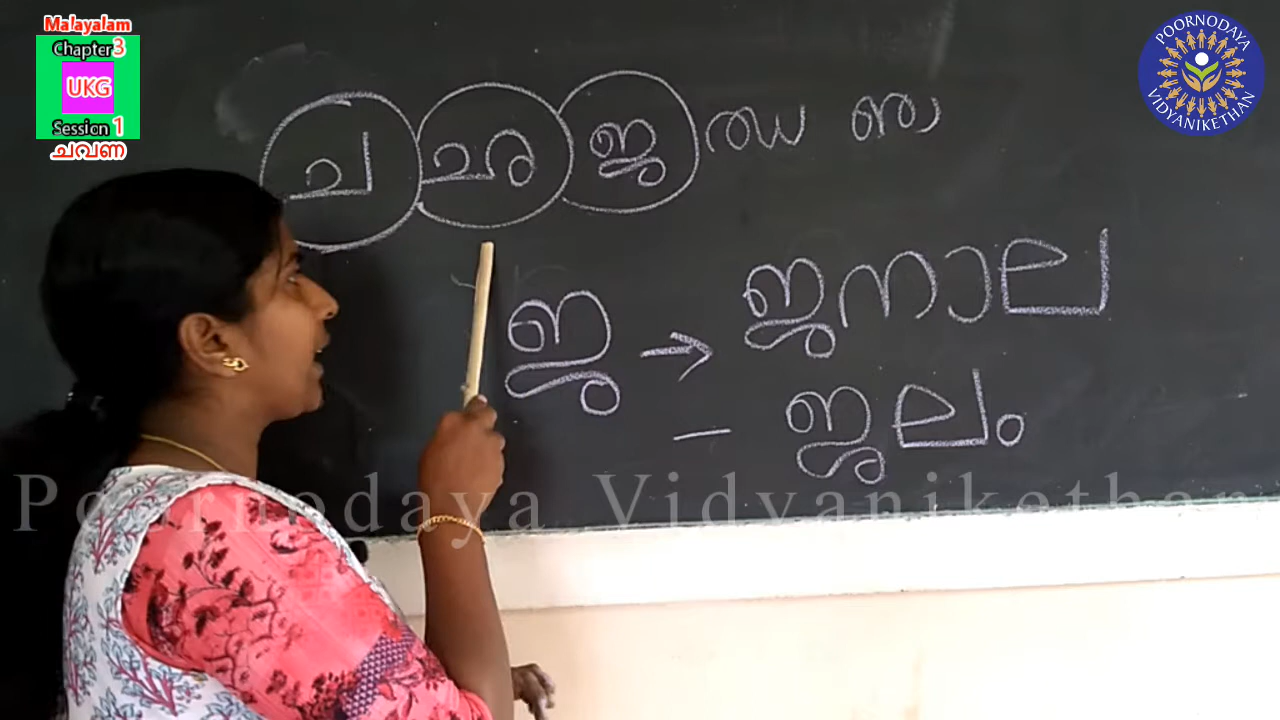 Malayalam
Chapter 3
UKG
Session 1
ചവണ
POORNODAYA VIDYANIKETHAN
ച ഛ ജ ഝ ഞ
ജ → ജനാല
– ജലം
Poornodaya Vidyanikethan